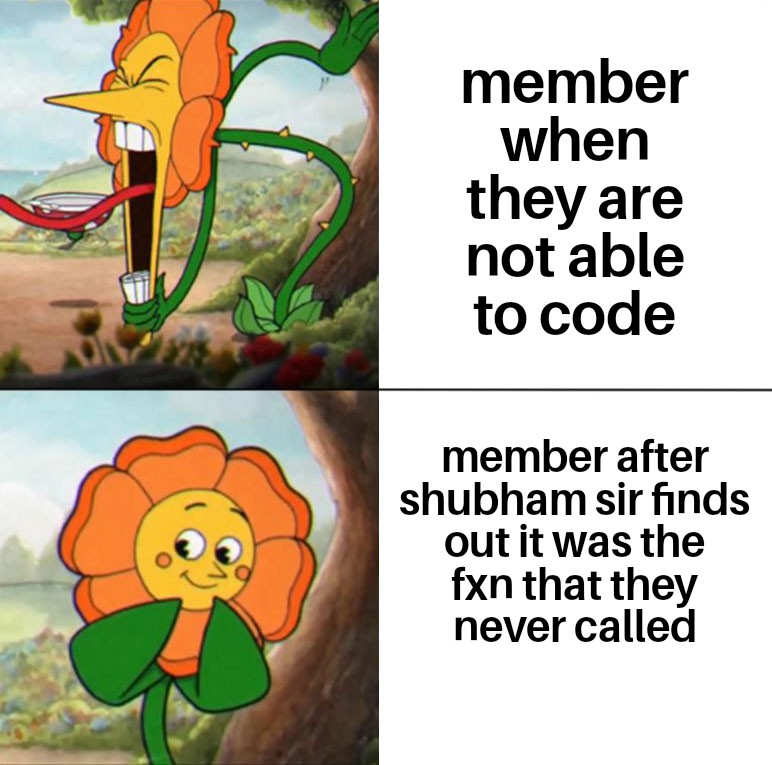 member
when
they are
not able
to code
member after
shubham sir finds
out it was the
fxn that they
never called